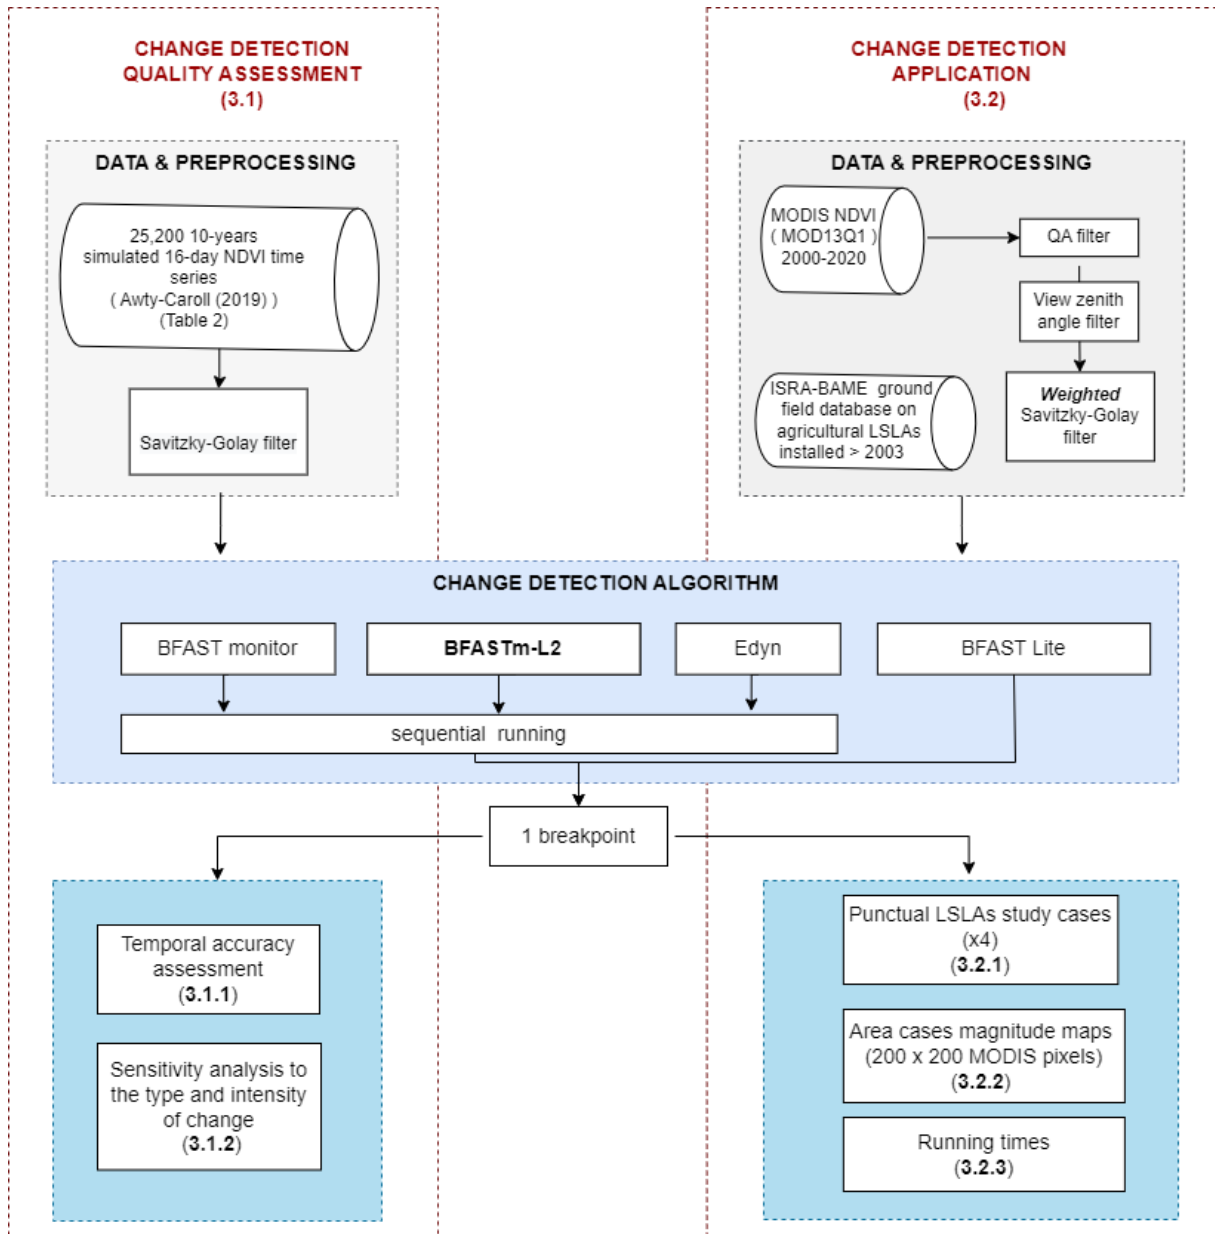 CHANGE DETECTION
QUALITY ASSESSMENT
(3.1)
DATA & PREPROCESSING
25,200 10-years
simulated 16-day NDVI time
series
( Awty-Caroll (2019) )
(Table 2)
Savitzky-Golay filter
CHANGE DETECTION
APPLICATION
(3.2)
DATA & PREPROCESSING
MODIS NDVI
( MOD13Q1 )
2000-2020
QA filter
View zenith
angle filter
Weighted
Savitzky-Golay
filter
ISRA-BAME ground
field database on
agricultural LSLAs
installed > 2003
CHANGE DETECTION ALGORITHM
BFAST monitor
BFASTm-L2
Edyn
BFAST Lite
sequential running
1 breakpoint
Temporal accuracy
assessment
(3.1.1)
Sensitivity analysis to
the type and intensity
of change
(3.1.2)
Punctual LSLAs study cases
(x4)
(3.2.1)
Area cases magnitude maps
(200 x 200 MODIS pixels)
(3.2.2)
Running times
(3.2.3)